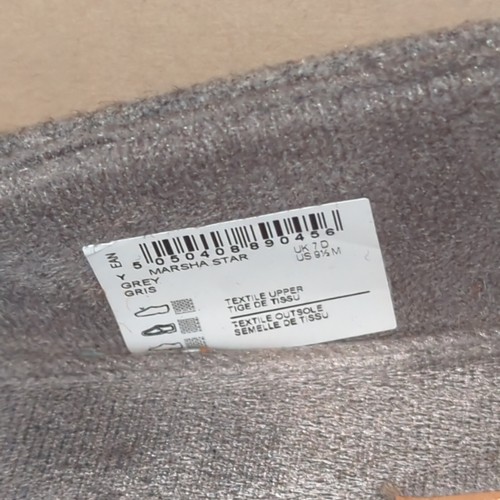 Y EAN
5 050408 890456
MARSHA STAR
UK 7 D
US 9½ M
GREY
GRIS
TEXTILE UPPER
TIGE DE TISSU
TEXTILE OUTSOLE
SEMELLE DE TISSU